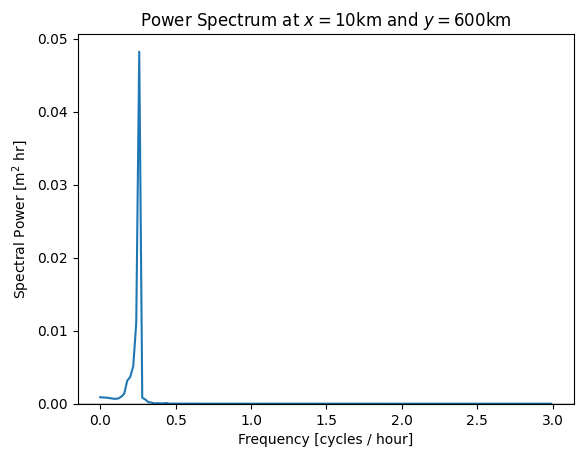 Power Spectrum at x = 10km and y = 600km
0.05
0.04
0.03
0.02
0.01
0.00
Spectral Power [m² hr]
0.0 0.5 1.0 1.5 2.0 2.5 3.0
Frequency [cycles / hour]